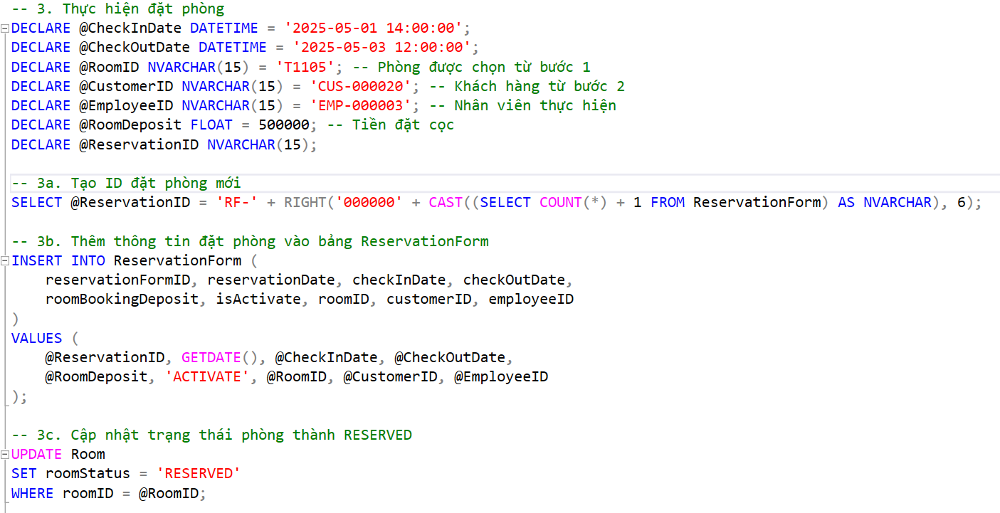 -- 3. Thực hiện đặt phòng
DECLARE @CheckInDate DATETIME = '2025-05-01 14:00:00';
DECLARE @CheckOutDate DATETIME = '2025-05-03 12:00:00';
DECLARE @RoomID NVARCHAR(15) = 'T1105'; -- Phòng được chọn từ bước 1
DECLARE @CustomerID NVARCHAR(15) = 'CUS-000020'; -- Khách hàng từ bước 2
DECLARE @EmployeeID NVARCHAR(15) = 'EMP-000003'; -- Nhân viên thực hiện
DECLARE @RoomDeposit FLOAT = 500000; -- Tiền đặt cọc
DECLARE @ReservationID NVARCHAR(15);

-- 3a. Tạo ID đặt phòng mới
SELECT @ReservationID = 'RF-' + RIGHT('000000' + CAST((SELECT COUNT(*) + 1 FROM ReservationForm) AS NVARCHAR), 6);

-- 3b. Thêm thông tin đặt phòng vào bảng ReservationForm
INSERT INTO ReservationForm (
    reservationFormID, reservationDate, checkInDate, checkOutDate,
    roomBookingDeposit, isActivate, roomID, customerID, employeeID
)
VALUES (
    @ReservationID, GETDATE(), @CheckInDate, @CheckOutDate,
    @RoomDeposit, 'ACTIVATE', @RoomID, @CustomerID, @EmployeeID
);

-- 3c. Cập nhật trạng thái phòng thành RESERVED
UPDATE Room
SET roomStatus = 'RESERVED'
WHERE roomID = @RoomID;